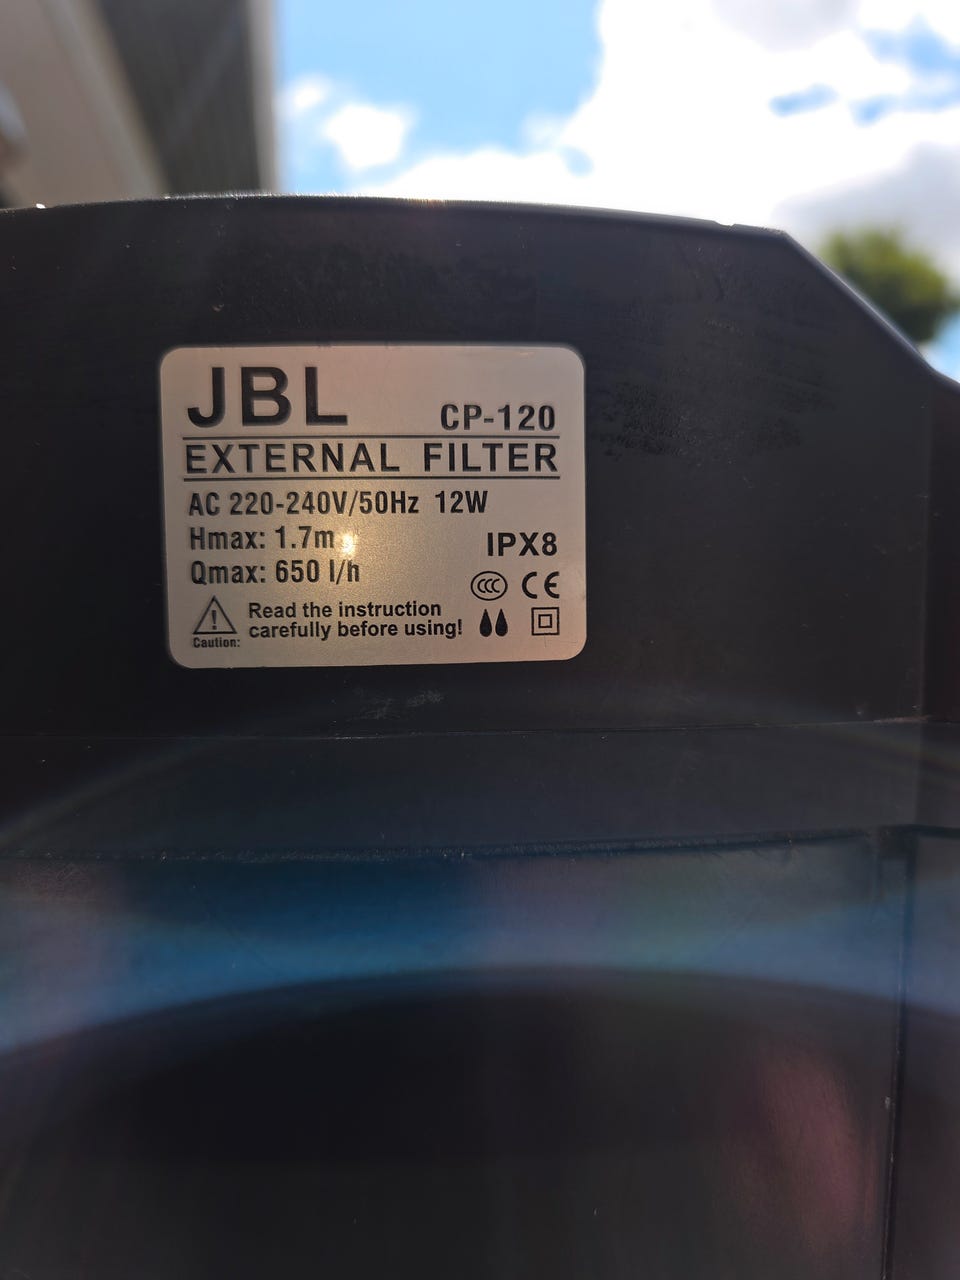 JBL
CP-120
EXTERNAL FILTER
AC 220-240V/50Hz 12W
Hmax: 1.7m
IPX8
Qmax: 650 l/h
CCC CE
Read the instruction
carefully before using!
Caution: